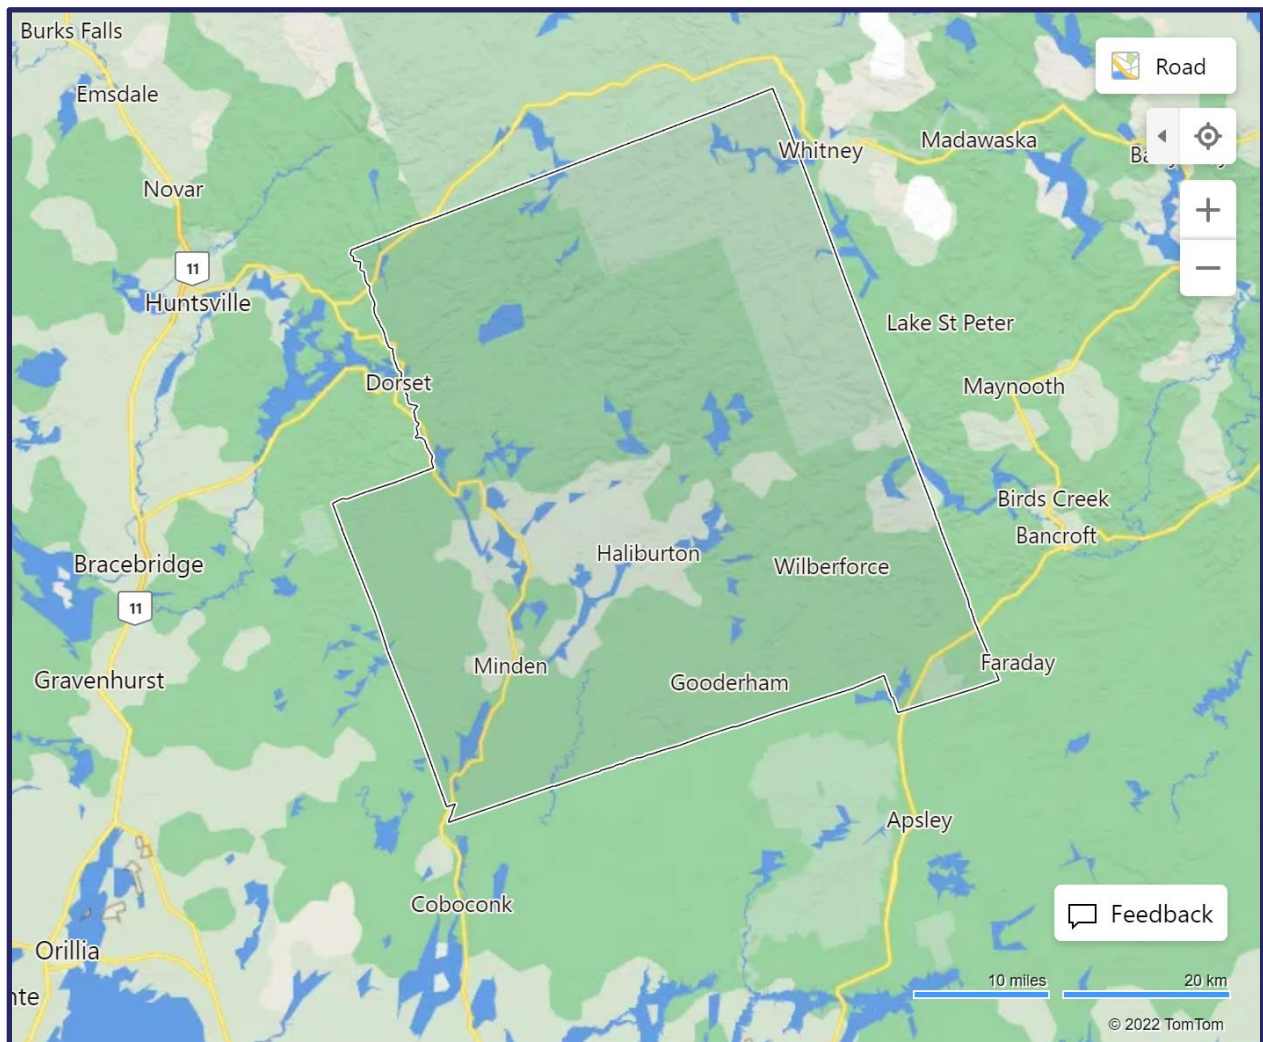 Burks Falls
Road
Emsdale
Madawaska
Whitney
Novar
11
Huntsville
Lake St Peter
Dorset
Maynooth
Birds Creek
Bancroft
Haliburton
Bracebridge
Wilberforce
11
Minden
Faraday
Gravenhurst
Gooderham
Apsley
Coboconk
Feedback
Orillia
10 miles
20 km
nte
© 2022 TomTom